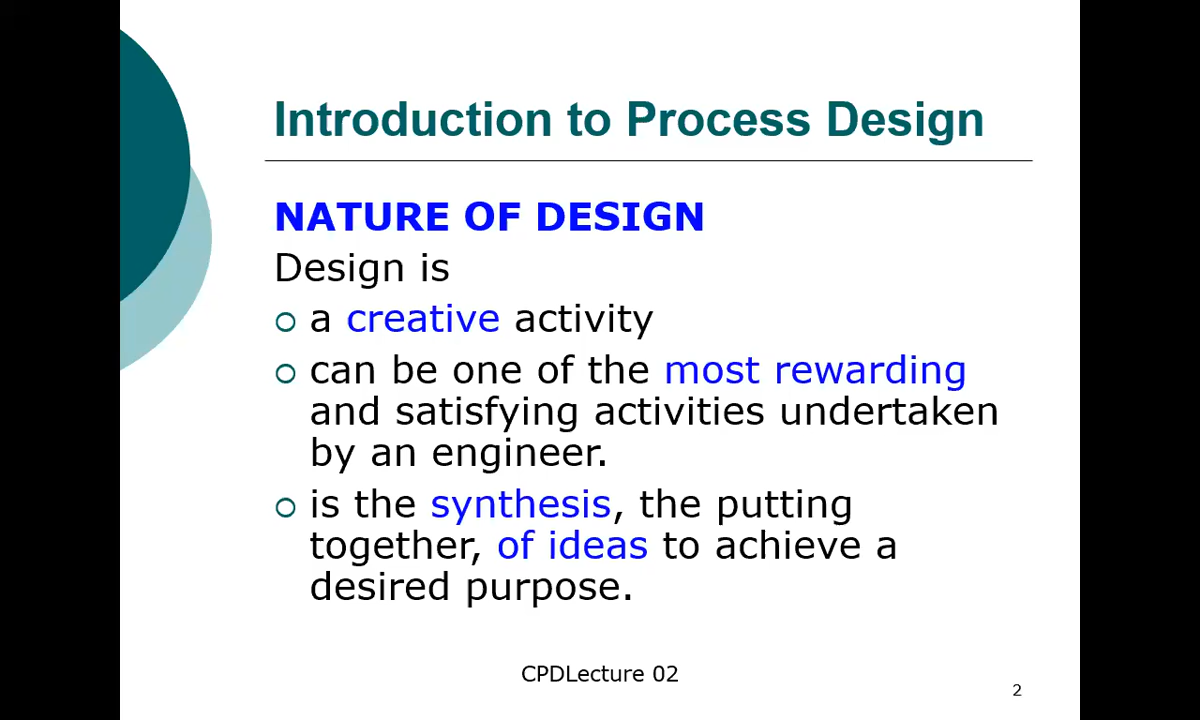 Introduction to Process Design
NATURE OF DESIGN
Design is
a creative activity
can be one of the most rewarding
and satisfying activities undertaken
by an engineer.
is the synthesis, the putting
together, of ideas to achieve a
desired purpose.
CPDLecture 02
2